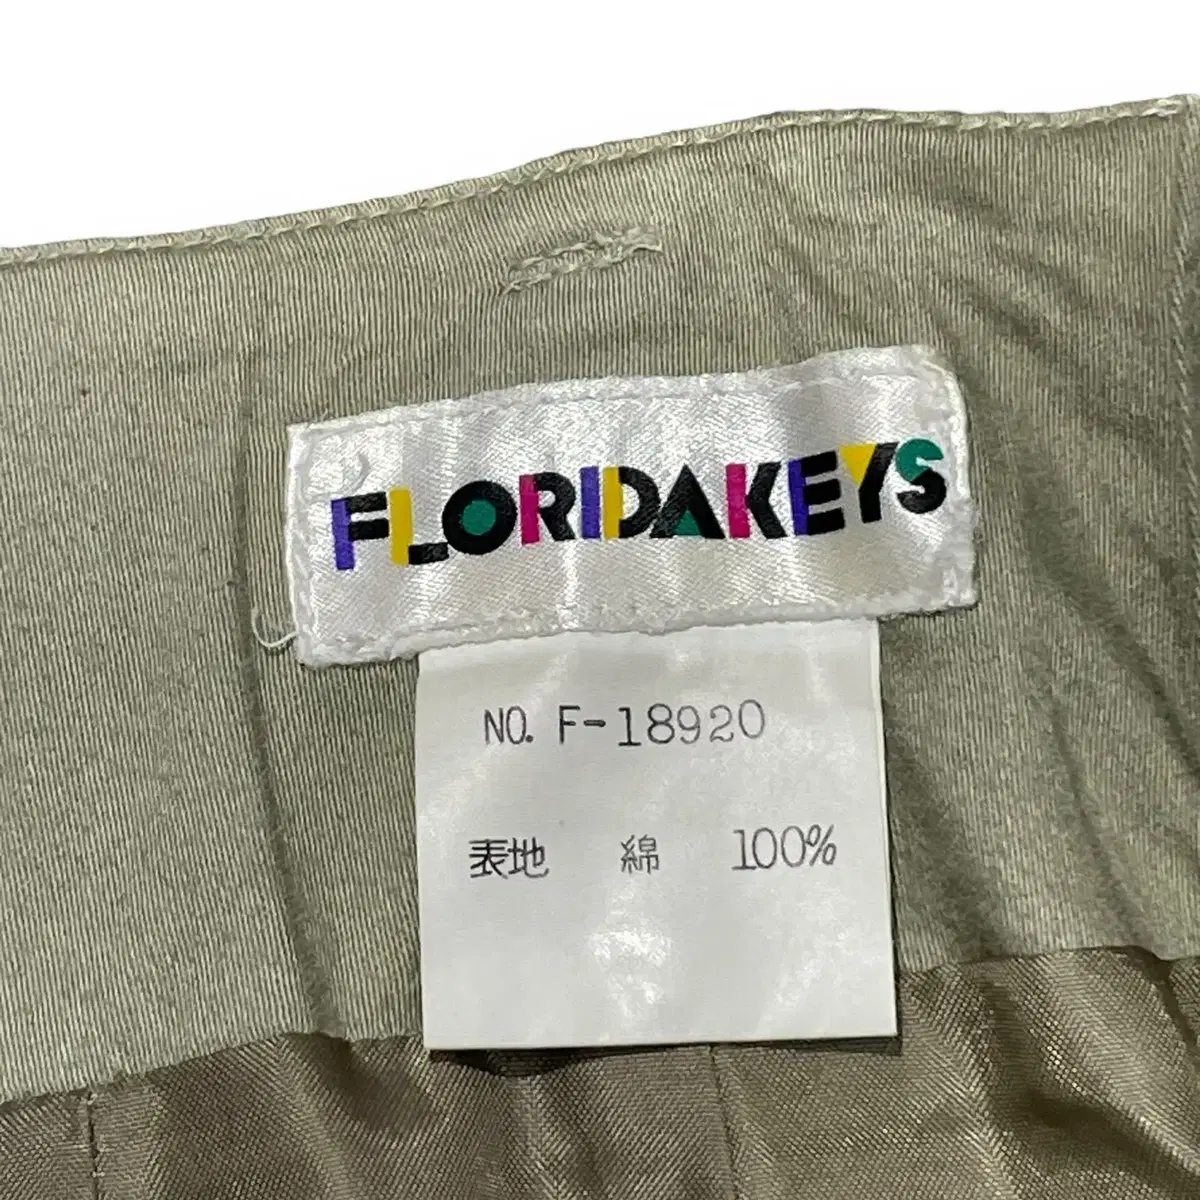 FLORIDAKEYS
NO. F-18920
表地 綿 100%